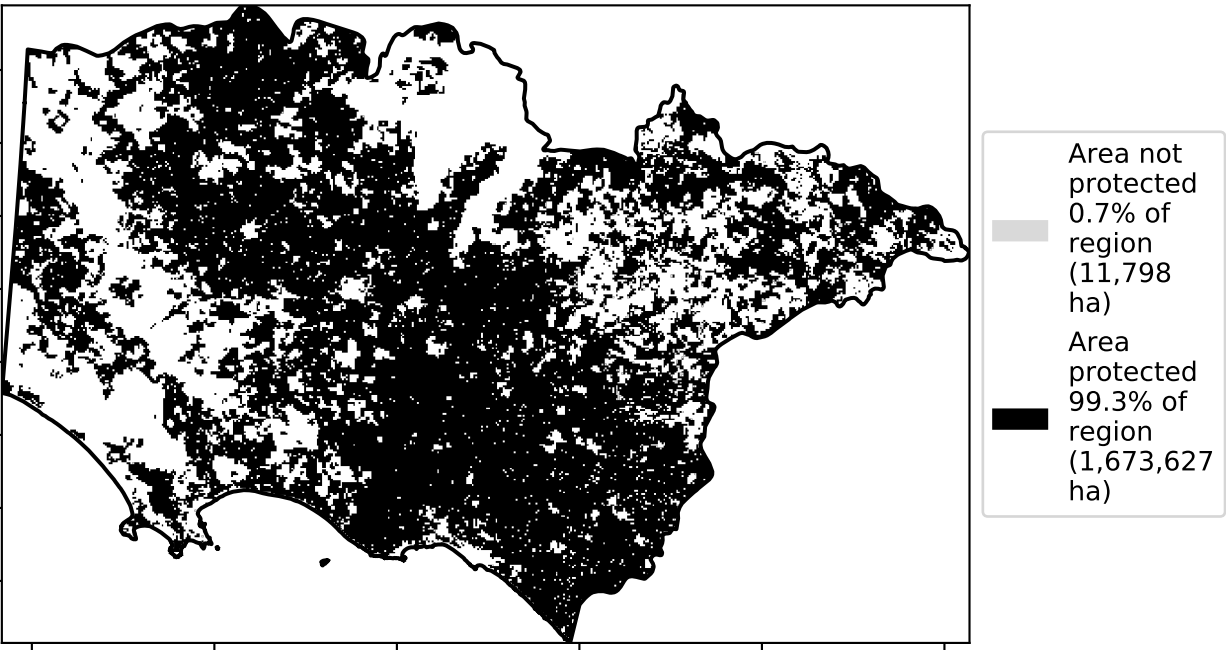 Area not
protected
0.7% of
region
(11,798
ha)
Area
protected
99.3% of
region
(1,673,627
ha)